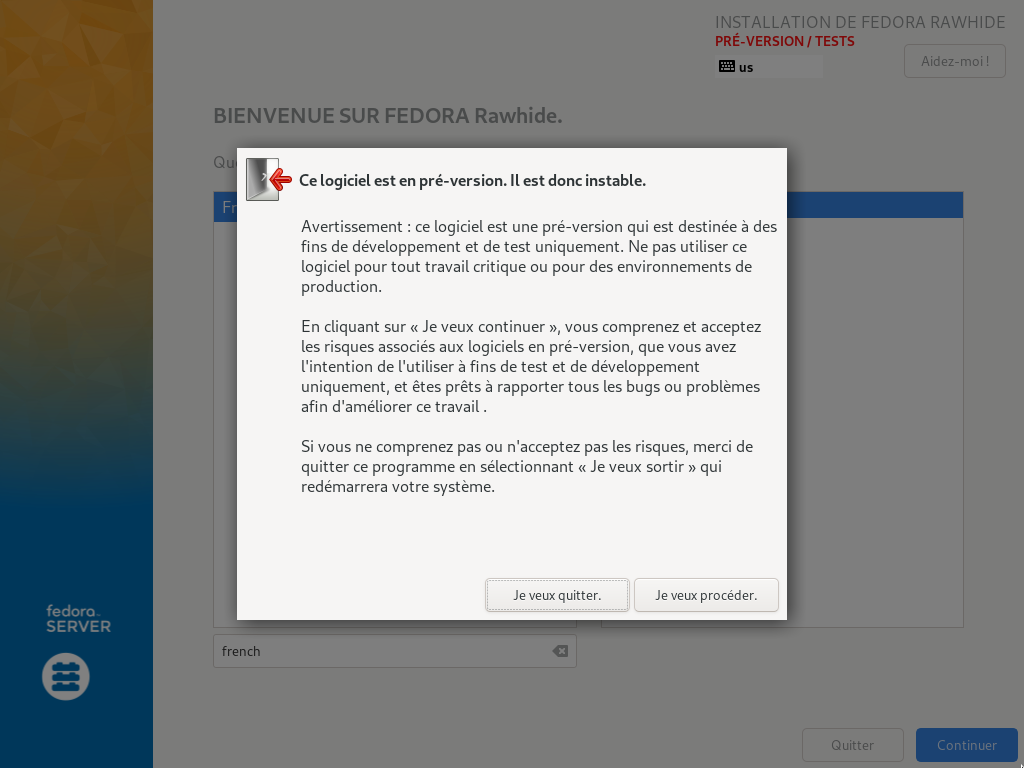 INSTALLATION DE FEDORA RAWHIDE
PRÉ-VERSION / TESTS
us
Aidez-moi !
BIENVENUE SUR FEDORA Rawhide.
Ce logiciel est en pré-version. Il est donc instable.
Avertissement : ce logiciel est une pré-version qui est destinée à des
fins de développement et de test uniquement. Ne pas utiliser ce
logiciel pour tout travail critique ou pour des environnements de
production.
En cliquant sur « Je veux continuer », vous comprenez et acceptez
les risques associés aux logiciels en pré-version, que vous avez
l'intention de l'utiliser à fins de test et de développement
uniquement, et êtes prêts à rapporter tous les bugs ou problèmes
afin d'améliorer ce travail .
Si vous ne comprenez pas ou n'acceptez pas les risques, merci de
quitter ce programme en sélectionnant « Je veux sortir » qui
redémarrera votre système.
Je veux quitter.
Je veux procéder.
fedora
SERVER
french
Quitter
Continuer